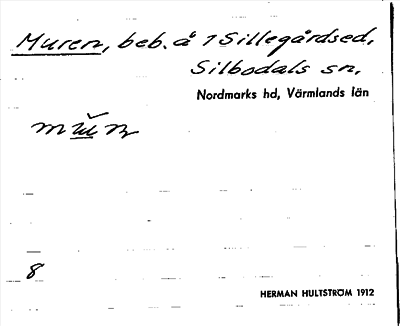 Muren, beb. å 1 Sillegårdsed,
Silbodals sn,
Nordmarks hd, Värmlands län
8
HERMAN HULTSTRÖM 1912